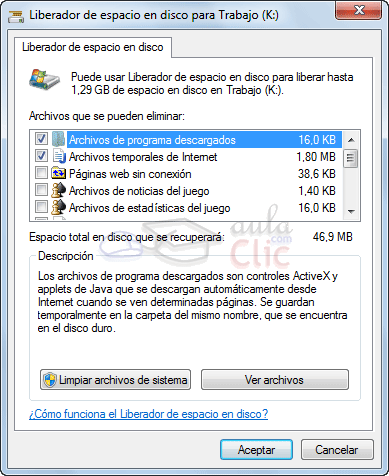 Liberador de espacio en disco para Trabajo (K:)
Liberador de espacio en disco
Puede usar Liberador de espacio en disco para liberar hasta
1,29 GB de espacio en disco en Trabajo (K:).
Archivos que se pueden eliminar:
Archivos de programa descargados 16,0 KB
Archivos temporales de Internet 1,80 MB
Páginas web sin conexión 38,6 KB
Archivos de noticias del juego 1,40 KB
Archivos de estadísticas del juego 16,0 KB
aula
.com
Clic
Espacio total en disco que se recuperará: 46,9 MB
Descripción
Los archivos de programa descargados son controles ActiveX y
applets de Java que se descargan automáticamente desde
Internet cuando se ven determinadas páginas. Se guardan
temporalmente en la carpeta del mismo nombre, que se encuentra
en el disco duro.
Limpiar archivos de sistema Ver archivos
¿Cómo funciona el Liberador de espacio en disco?
Aceptar Cancelar